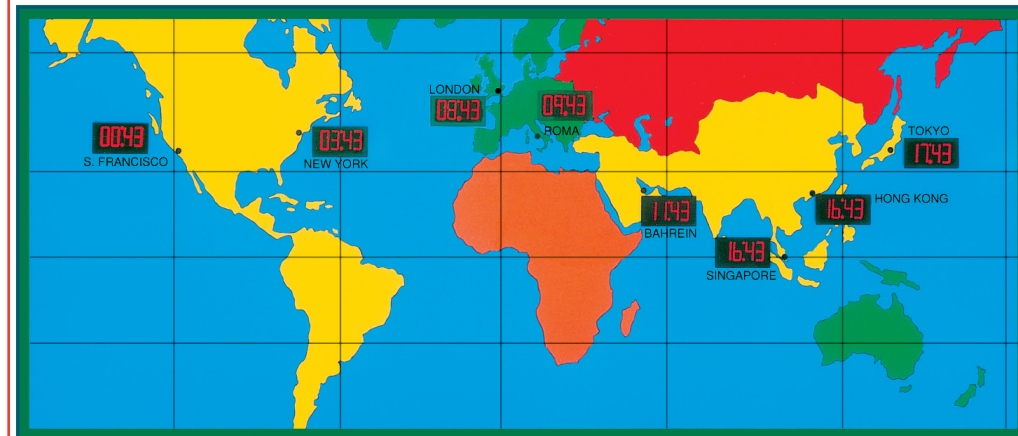 LONDON
08:43
09:43
ROMA
00:43
S. FRANCISCO
03:43
NEW YORK
TOKYO
17:43
HONG KONG
16:43
11:43
BAHREIN
16:43
SINGAPORE